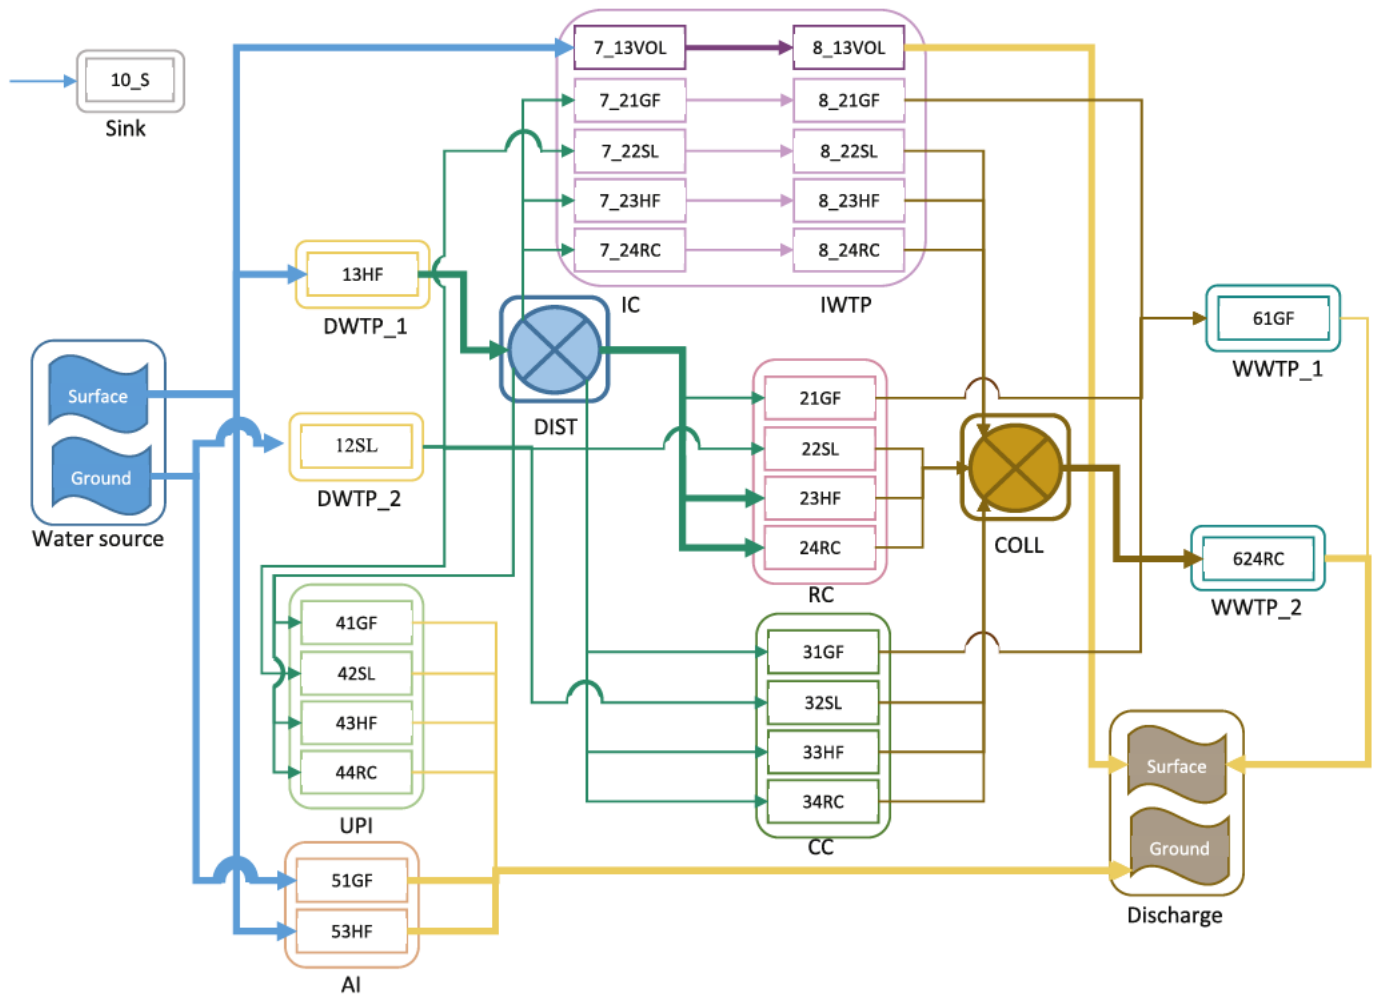 10_S
Sink
7_13VOL
8_13VOL
7_21GF
8_21GF
7_22SL
8_22SL
7_23HF
8_23HF
7_24RC
8_24RC
IC
IWTP
13HF
DWTP_1
DIST
12SL
DWTP_2
Surface
Ground
Water source
21GF
22SL
23HF
24RC
RC
COLL
61GF
WWTP_1
624RC
WWTP_2
41GF
42SL
43HF
44RC
UPI
31GF
32SL
33HF
34RC
CC
51GF
53HF
AI
Surface
Ground
Discharge